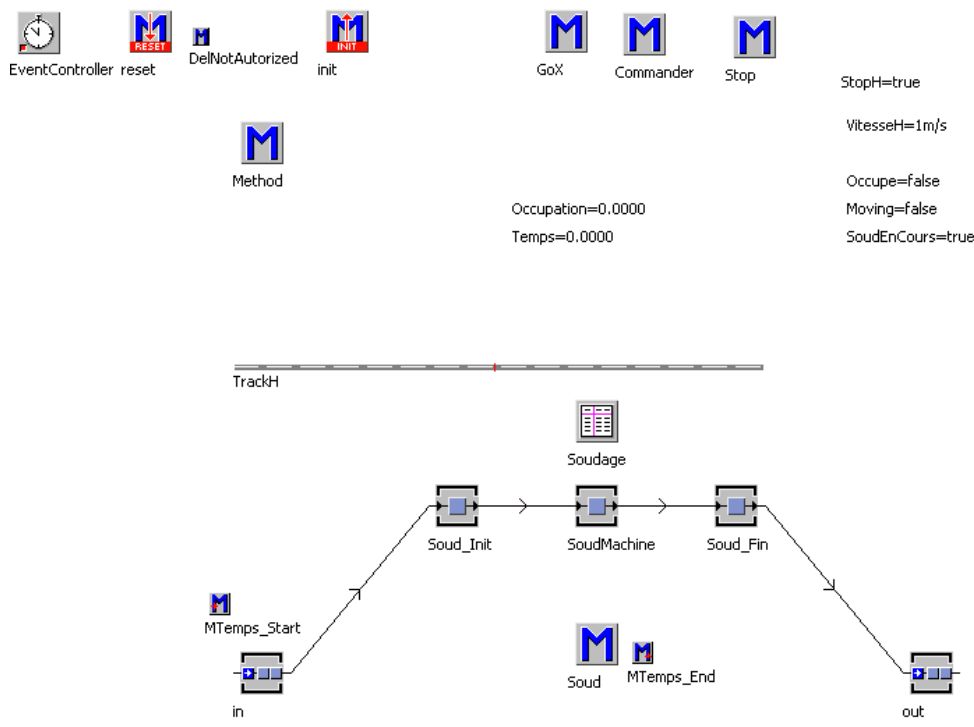 RESET
INIT
EventController
reset
DelNotAutorized
init
GoX
Commander
Stop
StopH=true
VitesseH=1m/s
Method
Occupe=false
Occupation=0.0000
Moving=false
Temps=0.0000
SoudEnCours=true
TrackH
Soudage
Soud_Init
SoudMachine
Soud_Fin
MTemps_Start
Soud
MTemps_End
in
out